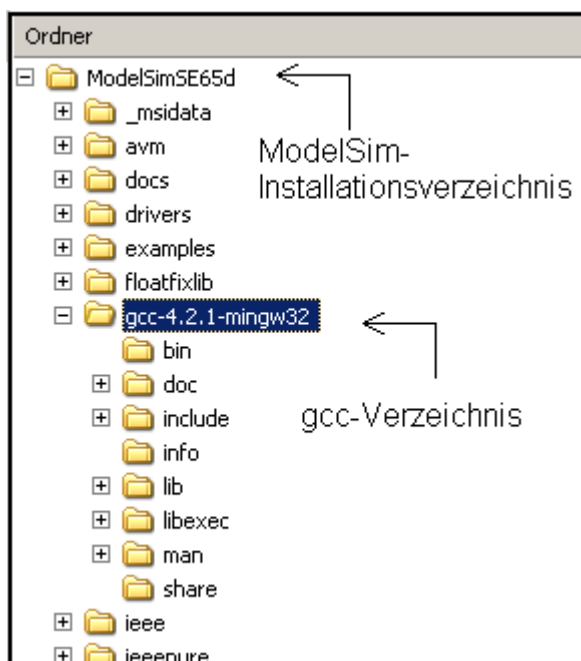 Ordner
ModelSimSE65d
_msidata
avm
ModelSim-
Installationsverzeichnis
docs
drivers
examples
floatfixlib
gcc-4.2.1-mingw32
bin
doc
include
gcc-Verzeichnis
info
lib
libexec
man
share
ieee
ieeepure